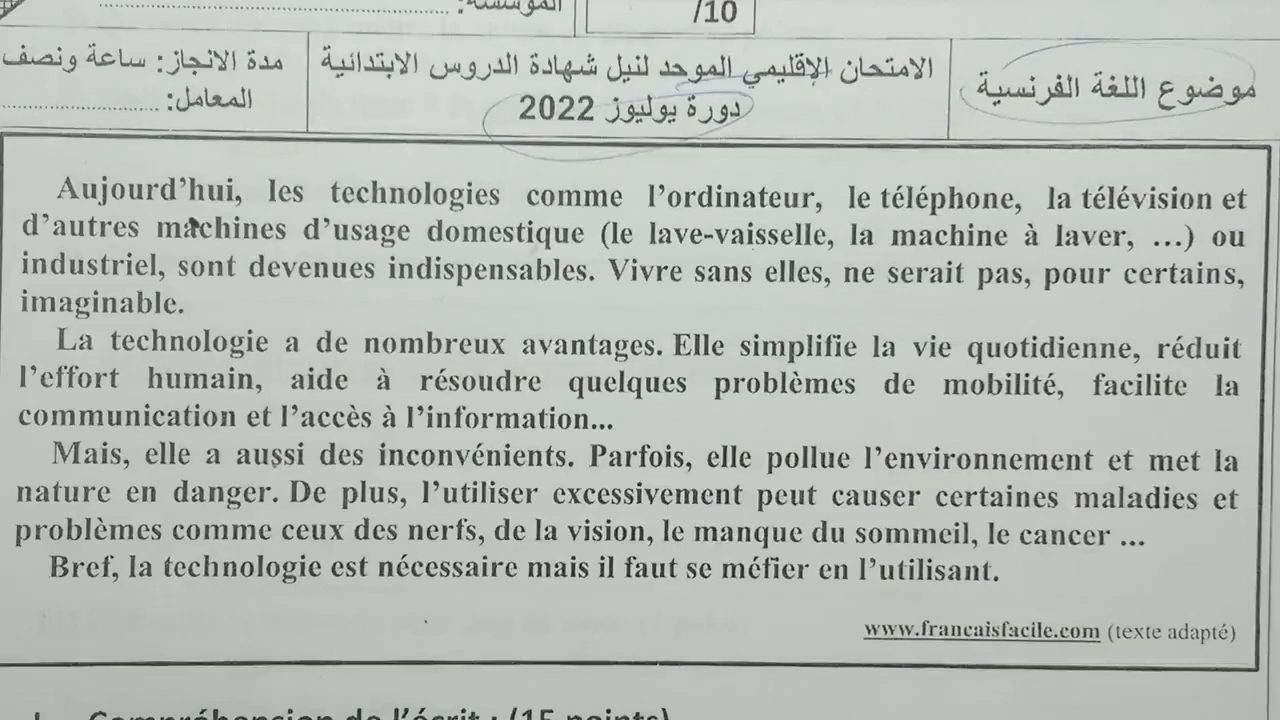 المؤسسة: ........................................
/10
موضوع اللغة الفرنسية
الامتحان الإقليمي الموحد لنيل شهادة الدروس الابتدائية
دورة يوليوز 2022
مدة الانجاز: ساعة ونصف
المعامل: ......................
Aujourd'hui, les technologies comme l'ordinateur, le téléphone, la télévision et
d'autres machines d'usage domestique (le lave-vaisselle, la machine à laver, ...) ou
industriel, sont devenues indispensables. Vivre sans elles, ne serait pas, pour certains,
imaginable.
La technologie a de nombreux avantages. Elle simplifie la vie quotidienne, réduit
l'effort humain, aide à résoudre quelques problèmes de mobilité, facilite la
communication et l'accès à l'information...
Mais, elle a aussi des inconvénients. Parfois, elle pollue l'environnement et met la
nature en danger. De plus, l'utiliser excessivement peut causer certaines maladies et
problèmes comme ceux des nerfs, de la vision, le manque du sommeil, le cancer ...
Bref, la technologie est nécessaire mais il faut se méfier en l'utilisant.
www.francaisfacile.com (texte adapté)
I. Compréhension de l'écrit : (15 points)